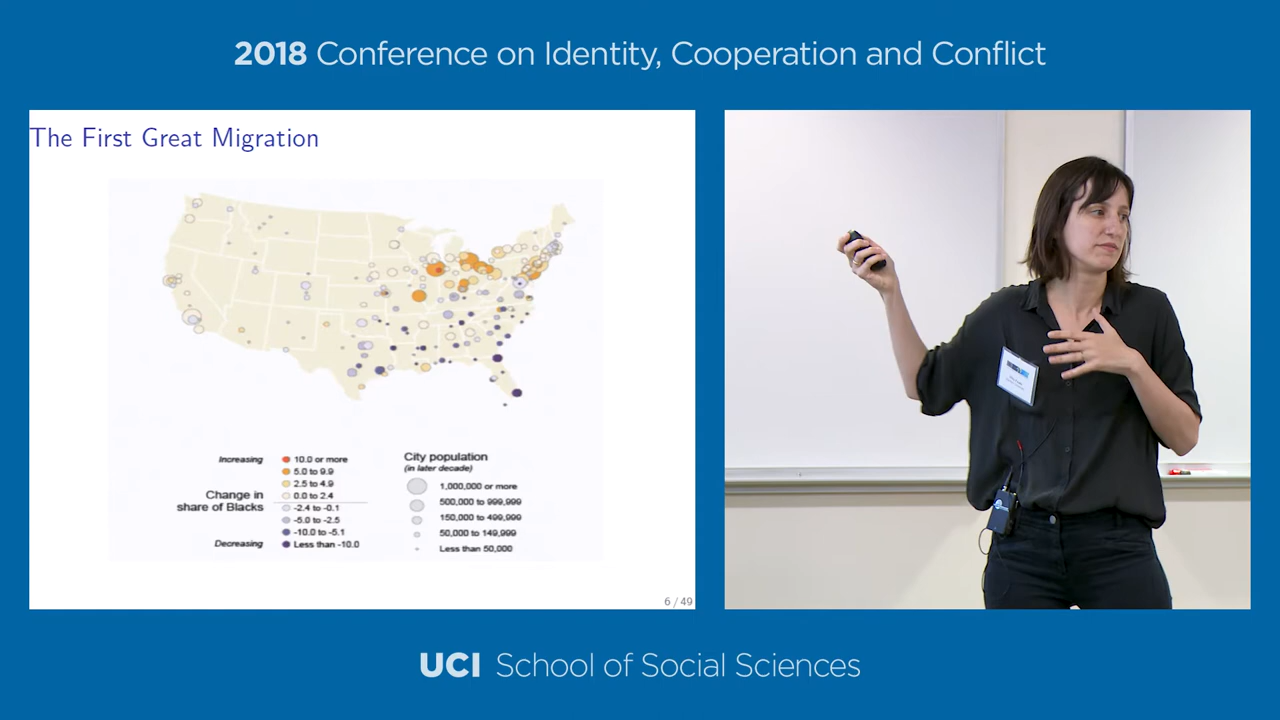 2018 Conference on Identity, Cooperation and Conflict
The First Great Migration
Increasing
Change in
share of Blacks
Decreasing
10.0 or more
5.0 to 9.9
2.5 to 4.9
0.0 to 2.4
-2.4 to -0.1
-5.0 to -2.5
-10.0 to -5.1
Less than -10.0
City population
(in later decade)
1,000,000 or more
500,000 to 999,999
150,000 to 499,999
50,000 to 149,999
Less than 50,000
6 / 49
UCI School of Social Sciences